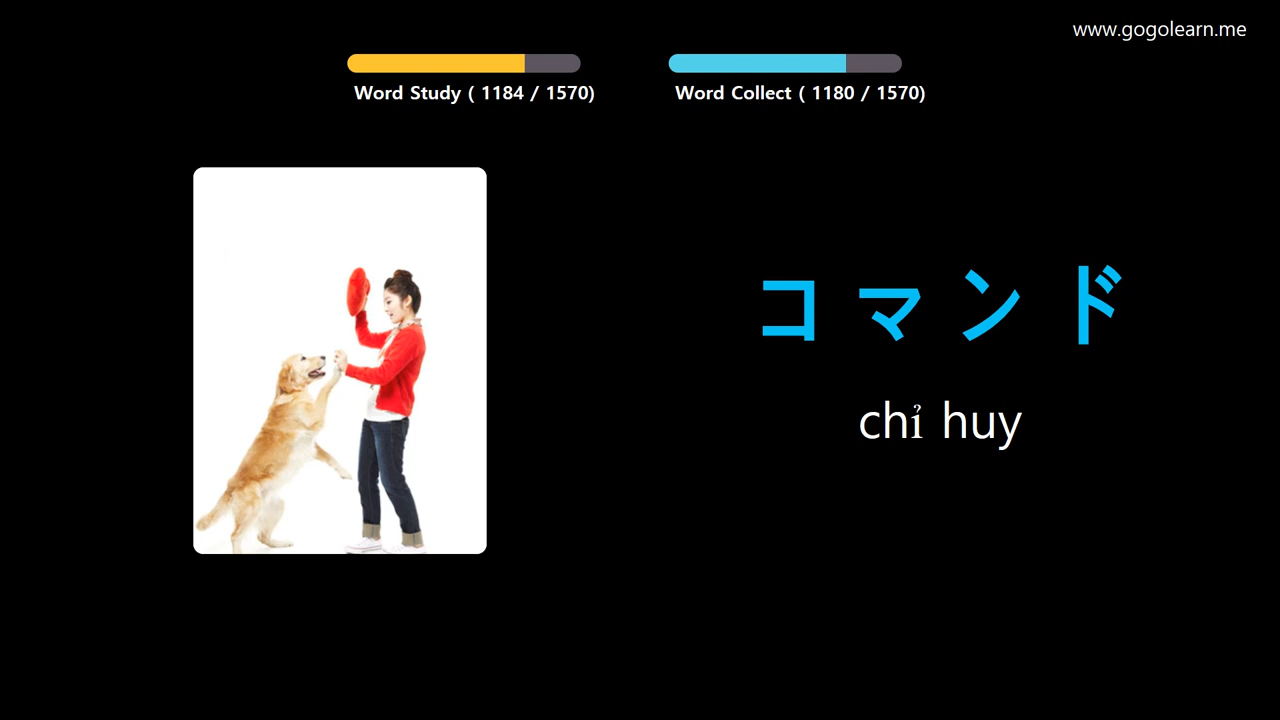 www.gogolearn.me
Word Study ( 1184 / 1570)
Word Collect ( 1180 / 1570)
コマンド
chỉ huy